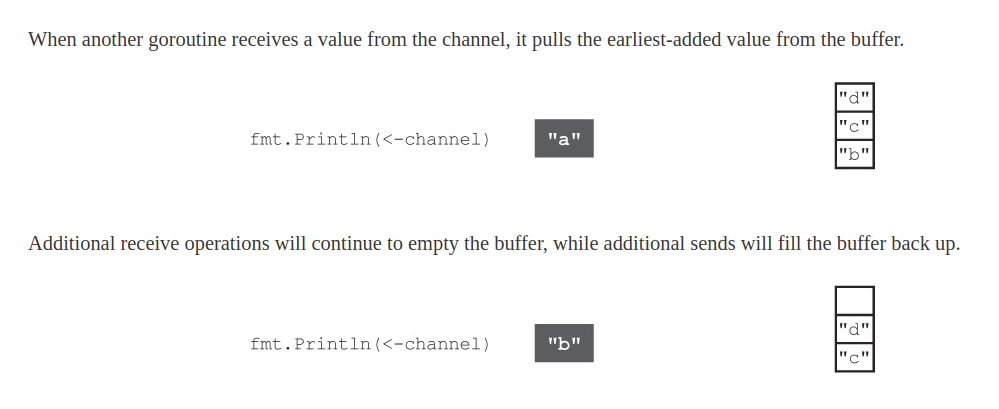 When another goroutine receives a value from the channel, it pulls the earliest-added value from the buffer.
"d"
"c"
fmt.Println(<-channel) "a"
"b"
Additional receive operations will continue to empty the buffer, while additional sends will fill the buffer back up.
"d"
fmt.Println(<-channel) "b"
"c"